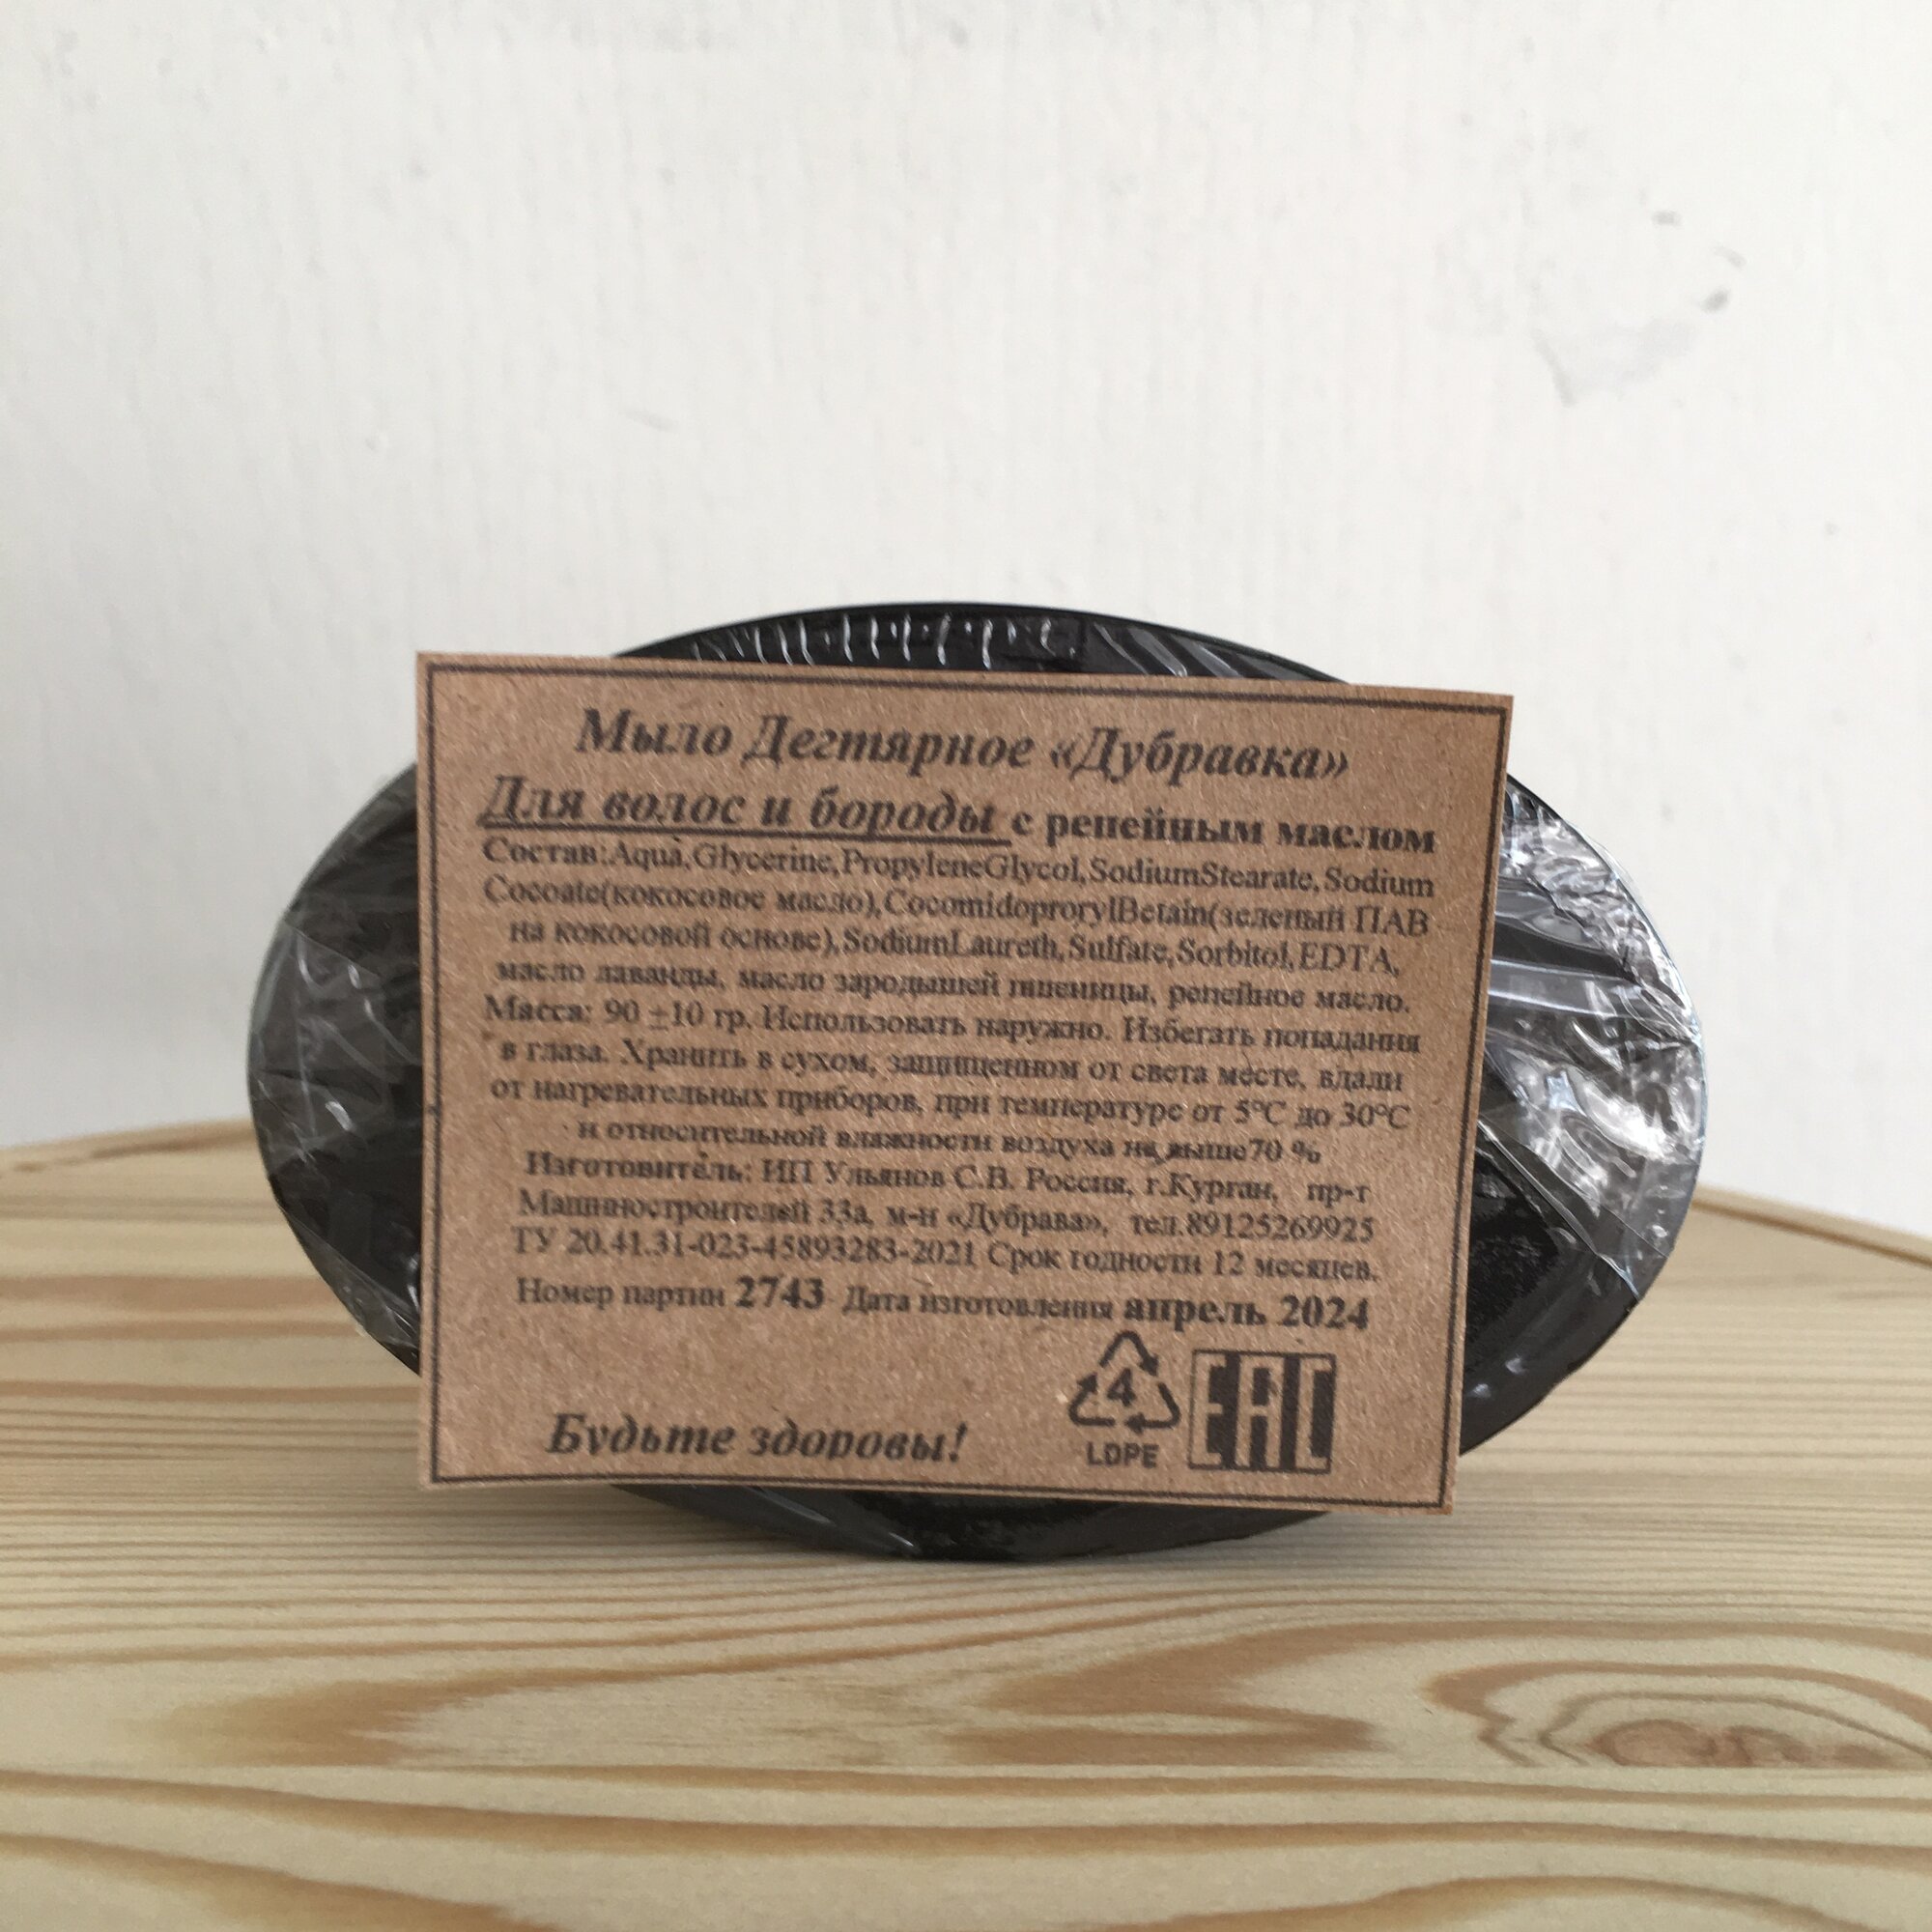 Мыло Дегтярное «Дубравка»
Для волос и бороды с репейным маслом
Состав:Aqua,Glycerine,PropyleneGlycol,SodiumStearate,Sodium
Cocoate(кокосовое масло),CocomidoprorylBetain(зеленый ПАВ
на кокосовой основе),SodiumLaureth,Sulfate,Sorbitol,EDTA,
масло лаванды, масло зародышей пшеницы, репейное масло.
Масса: 90 ±10 гр. Использовать наружно. Избегать попадания
в глаза. Хранить в сухом, защищенном от света месте, вдали
от нагревательных приборов, при температуре от 5°С до 30°С
и относительной влажности воздуха не выше70 %
Изготовитель: ИП Ульянов С.В. Россия, г.Курган, пр-т
Машиностроителей 33а, м-н «Дубрава», тел.89125269925
ТУ 20.41.31-023-45893283-2021 Срок годности 12 месяцев.
Номер партии 2743 Дата изготовления апрель 2024
4
LDPE
EAC
Будьте здоровы!